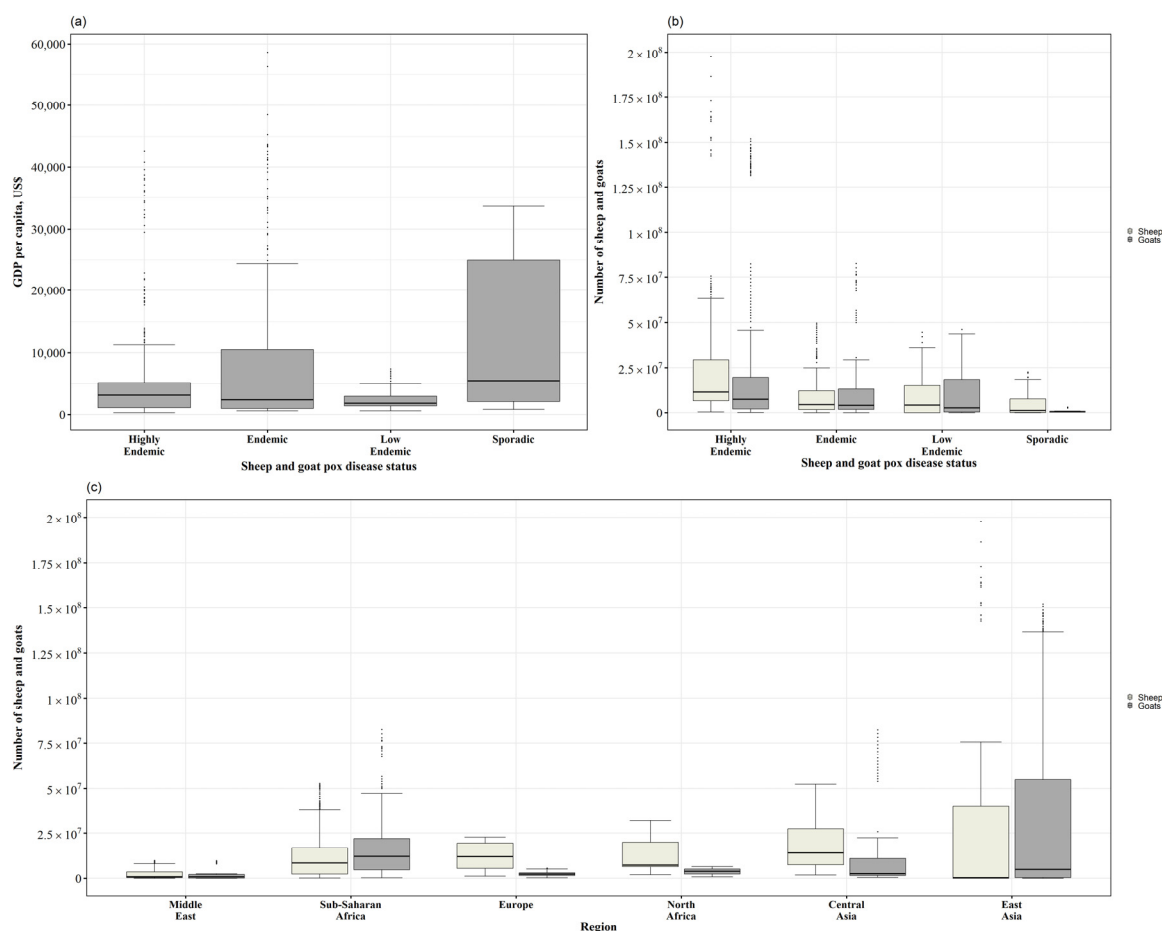 (a)
60,000
50,000
40,000
30,000
20,000
10,000
0
GDP per capita, US$
Highly Endemic
Endemic
Low Endemic
Sporadic
Sheep and goat pox disease status
(b)
2 × 10⁸
1.75 × 10⁸
1.5 × 10⁸
1.25 × 10⁸
1 × 10⁸
7.5 × 10⁷
5 × 10⁷
2.5 × 10⁷
0
Number of sheep and goats
Highly Endemic
Endemic
Low Endemic
Sporadic
Sheep and goat pox disease status
Sheep
Goats
(c)
2 × 10⁸
1.75 × 10⁸
1.5 × 10⁸
1.25 × 10⁸
1 × 10⁸
7.5 × 10⁷
5 × 10⁷
2.5 × 10⁷
0
Number of sheep and goats
Middle East
Sub-Saharan Africa
Europe
North Africa
Central Asia
East Asia
Region
Sheep
Goats